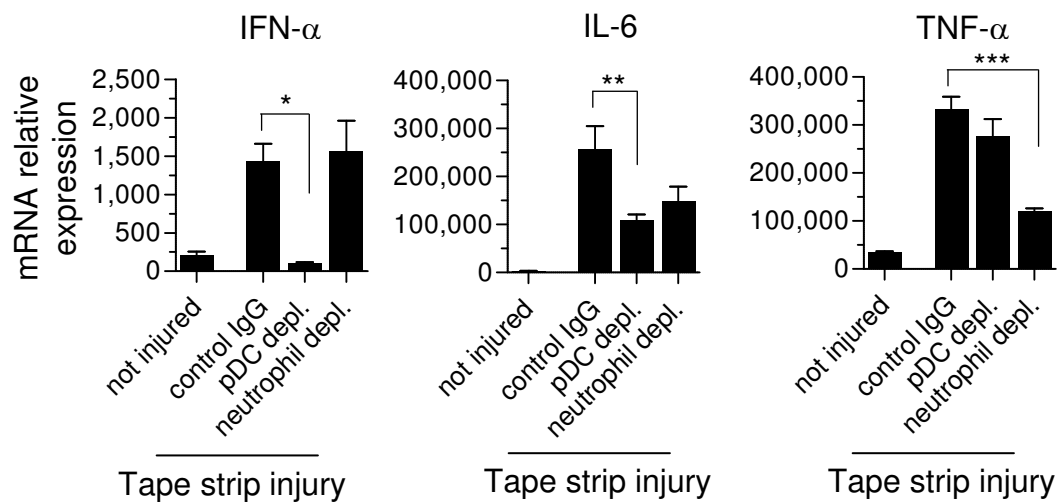 IFN-α
mRNA relative
expression
2,500
2,000
1,500
1,000
500
0
*
not injured
control IgG
pDC depl.
neutrophil depl.
Tape strip injury
IL-6
400,000
300,000
200,000
100,000
0
**
not injured
control IgG
pDC depl.
neutrophil depl.
Tape strip injury
TNF-α
400,000
300,000
200,000
100,000
0
***
not injured
control IgG
pDC depl.
neutrophil depl.
Tape strip injury